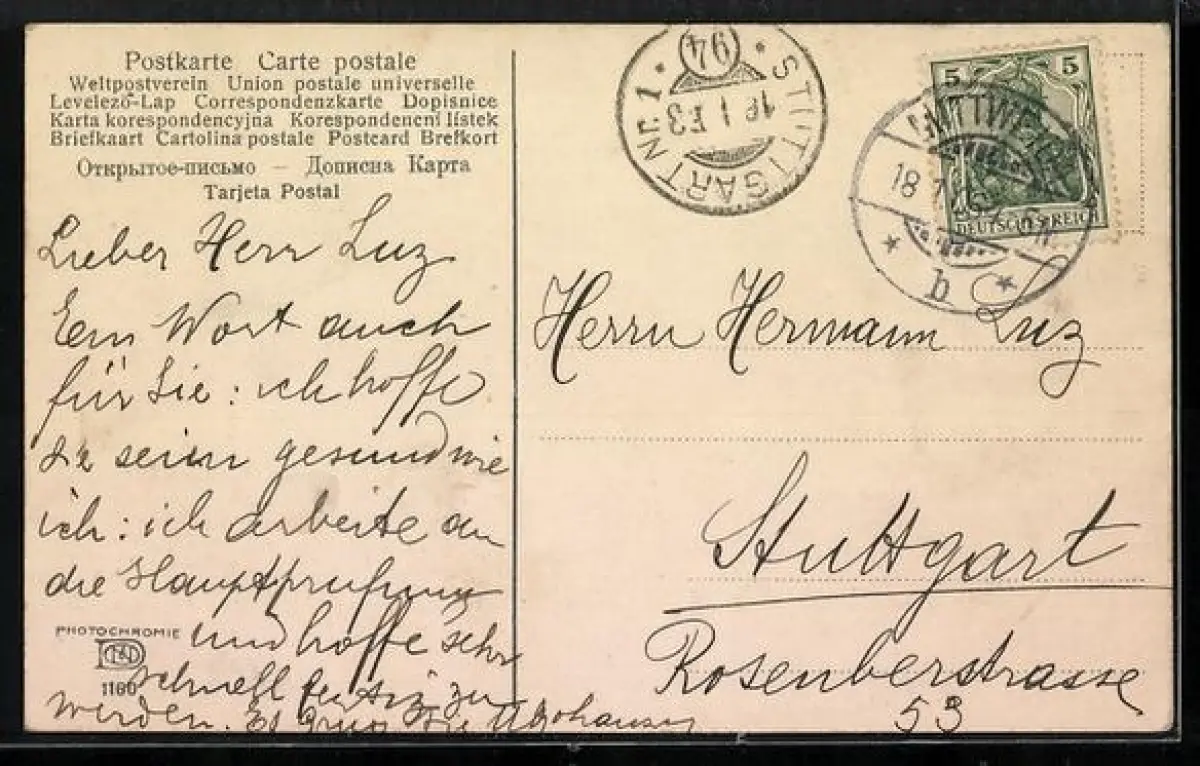 Postkarte Carte postale
Weltpostverein Union postale universelle
Levelező-Lap Correspondenzkarte Dopisnice
Karta korespondencyjna Korespondenční lístek
Briefkaart Cartolina postale Postcard Brefkort
Открытое-письмо — Дописна Карта
Tarjeta Postal
Lieber Herr Luz
Ein Wort auch
für Sie: ich hoffe
Sie seien gesund wie
ich: ich arbeite an
die Hauptprüfung
und hoffe sehr
schnell fertig zu
werden. Es
PHOTOCHROMIE
1160
STUTTGART Nr. 1
94
5 5
DEUTSCHES REICH
18
b
Herrn Hermann Luz
Stuttgart
Rosenberstrasse
53